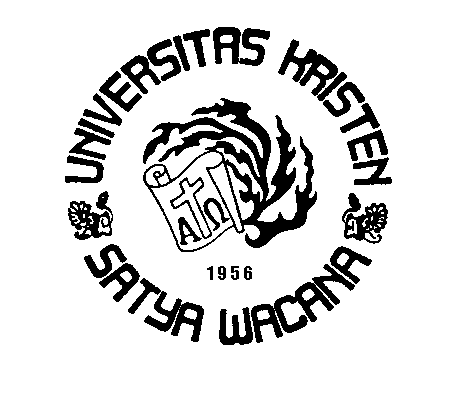 UNIVERSITAS KRISTEN
Α Ω
1956
SATYA WACANA